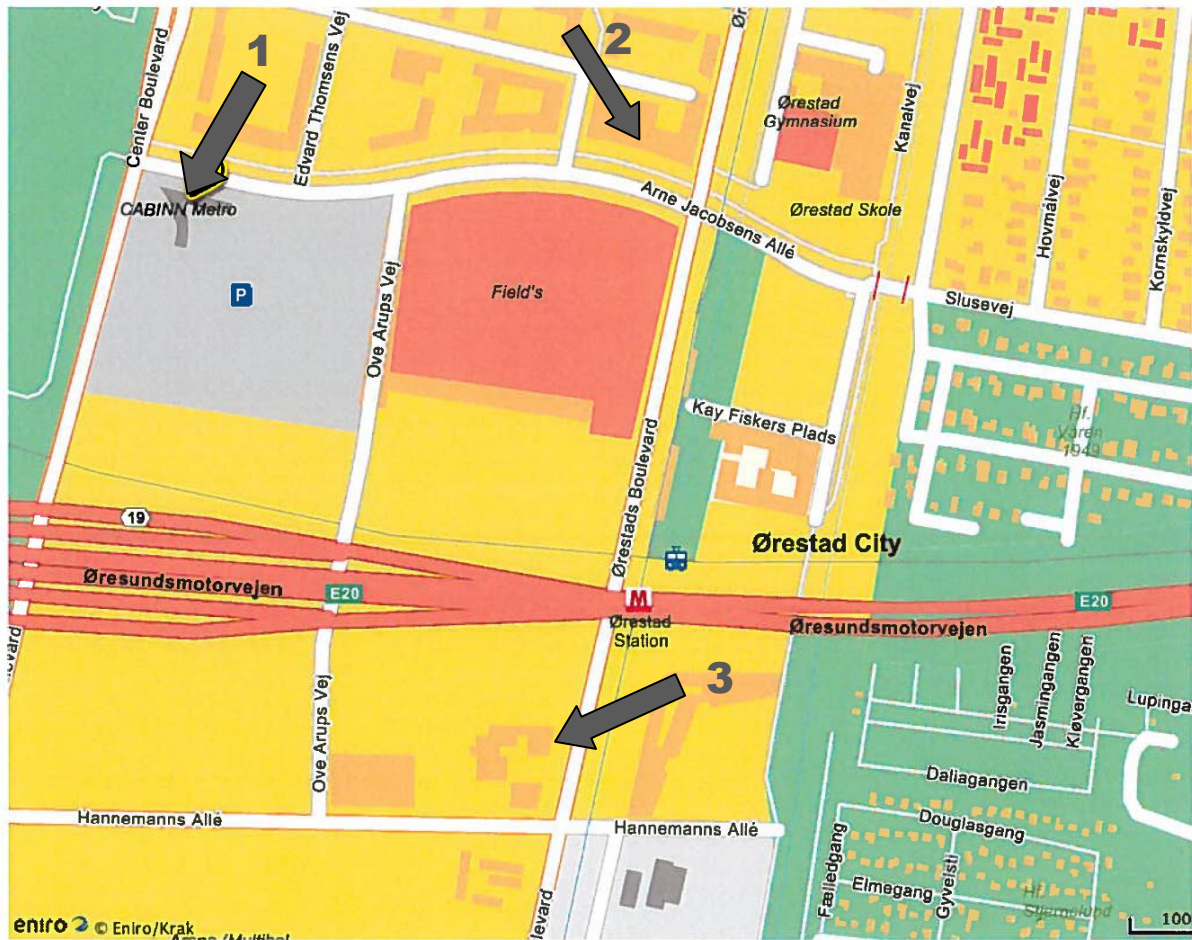 1
2
3
Center Boulevard
Edvard Thomsens Vej
Ørestad
Gymnasium
Kanalvej
Hovmålvej
Kornskyldvej
CABINN Metro
Arne Jacobsens Allé
Ørestad Skole
P
Ove Arups Vej
Field's
Slusevej
Kay Fiskers Plads
Hf.
Våren
1943
Ørestads Boulevard
19
Ørestad City
Øresundsmotorvejen
E20
M
E20
Ørestad
Station
Øresundsmotorvejen
Ove Arups Vej
Irisgangen
Jasmingangen
Kløvergangen
Lupinga
Daliagangen
Hannemanns Allé
Hannemanns Allé
Douglasgang
Fælledgang
Elmegang
Gyvelsti
Hf.
Stjernelund
levard
eniro © Eniro/Krak
100